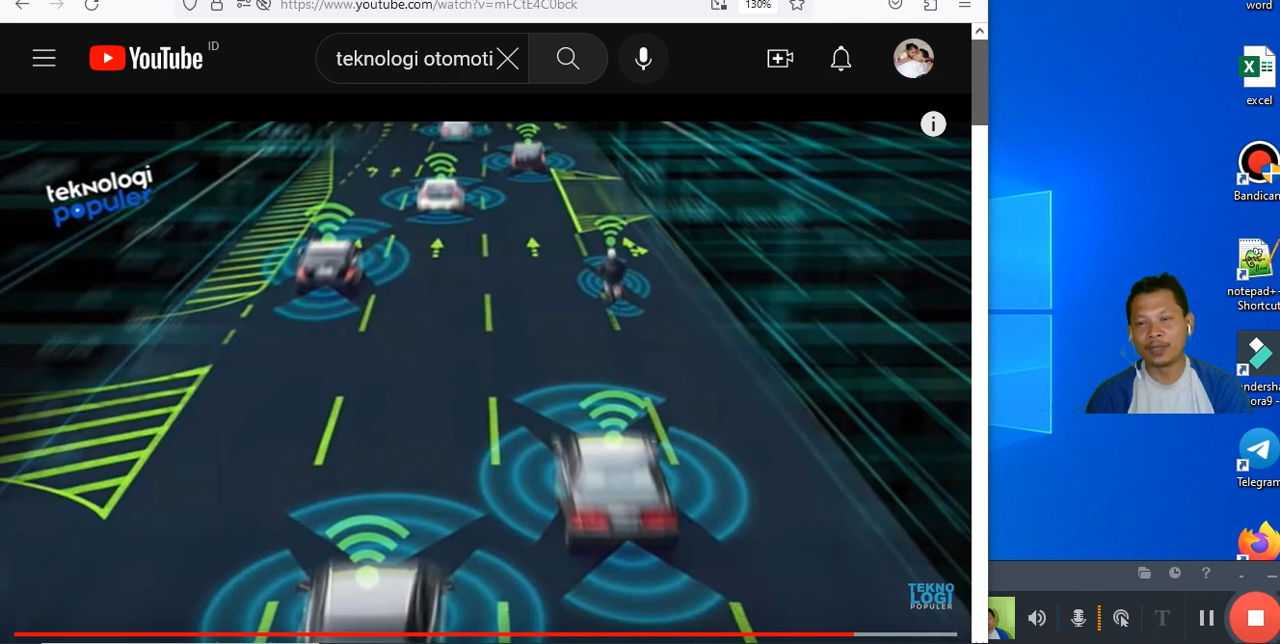 https://www.youtube.com/watch?v=mFCtE4C0bck
130%
YouTube ID
teknologi otomoti
teknologi
populer
TEKNO
LOGI
POPULER
word
excel
Bandican
notepad+
Shortcut
ndersha
ora9 -
Telegram